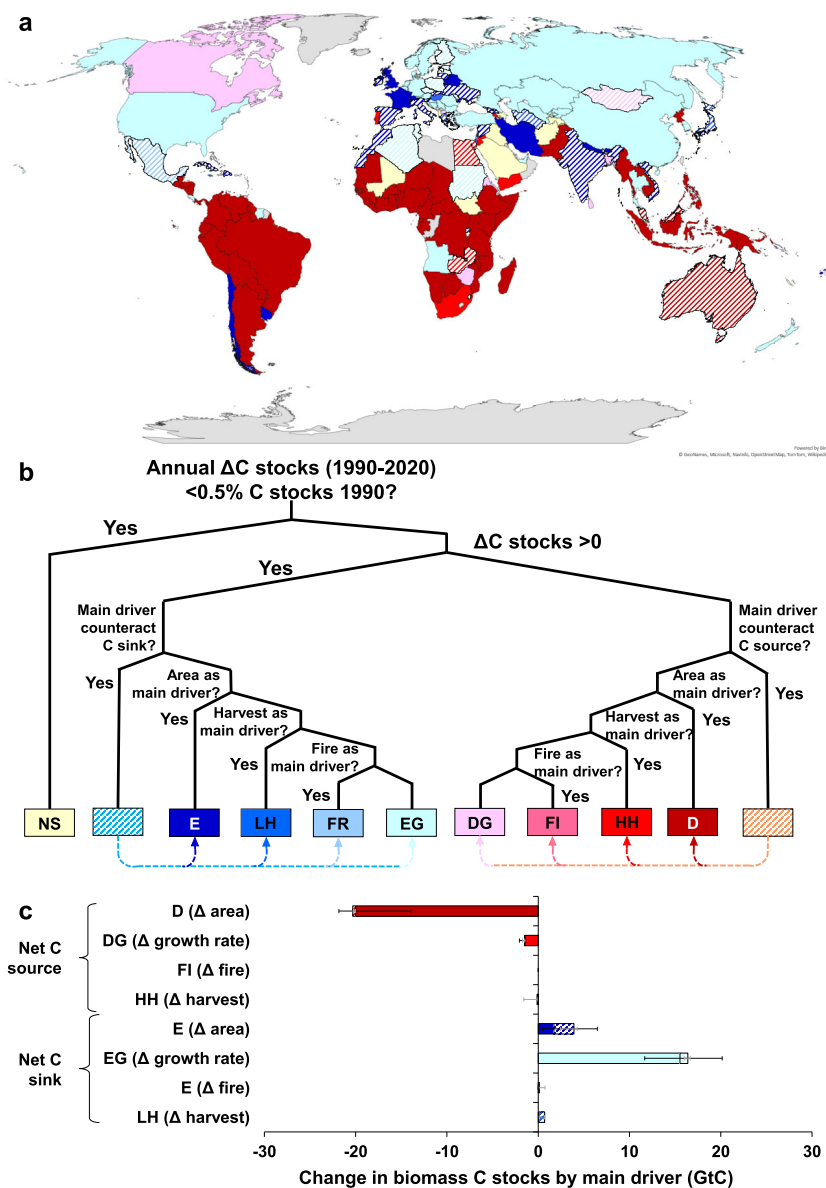 a
Powered by Bin
© GeoNames, Microsoft, Navinfo, OpenStreetMap, TomTom, Wikiped
b
Annual ΔC stocks (1990-2020)
<0.5% C stocks 1990?
Yes
ΔC stocks >0
Yes
Main driver
counteract
C sink?
Main driver
counteract
C source?
Yes
Area as
main driver?
Area as
main driver?
Yes
Yes
Harvest as
main driver?
Harvest as
main driver?
Yes
Yes
Fire as
main driver?
Fire as
main driver?
Yes
Yes
Yes
NS
E
LH
FR
EG
DG
FI
HH
D
c
Net C
source
D (Δ area)
DG (Δ growth rate)
FI (Δ fire)
HH (Δ harvest)
Net C
sink
E (Δ area)
EG (Δ growth rate)
E (Δ fire)
LH (Δ harvest)
-30 -20 -10 0 10 20 30
Change in biomass C stocks by main driver (GtC)